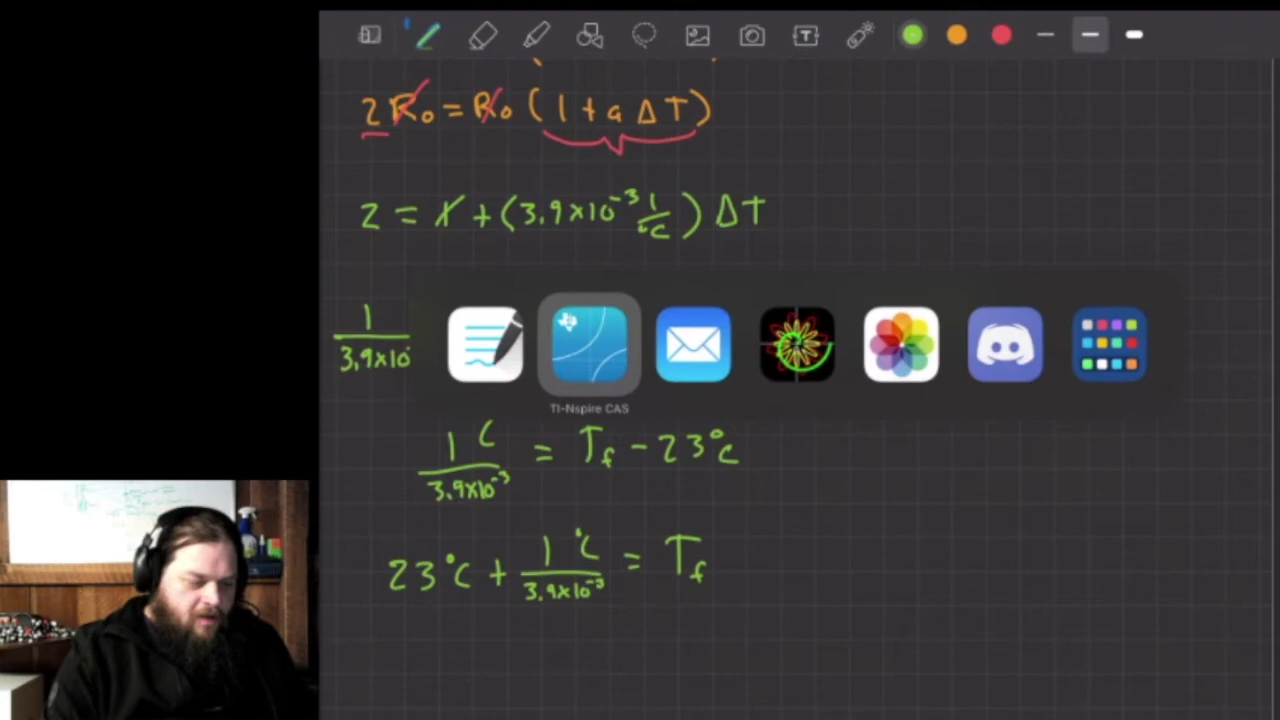 2R₀ = R₀ (1 + a ΔT)
2 = 1 + (3.9×10⁻³ 1/°C) ΔT
1/3.9×10
TI-Nspire CAS
1 C/3.9×10⁻³ = T_f - 23°C
23°C + 1 °C/3.9×10⁻³ = T_f